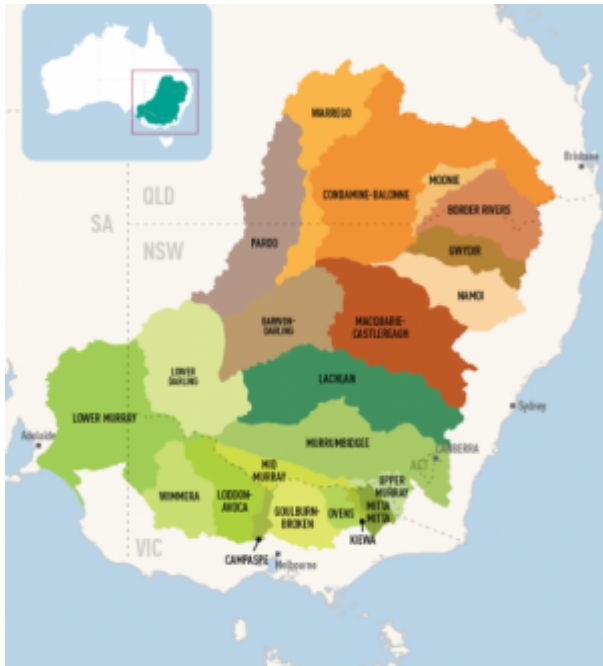 WARREGO
CONDAMINE-BALONNE
MOONIE
Brisbane
QLD
BORDER RIVERS
SA
NSW
PAROO
GWYDIR
NAMOI
BARWON-
DARLING
MACQUARIE-
CASTLEREAGH
LOWER
DARLING
LACHLAN
Sydney
LOWER MURRAY
Adelaide
MURRUMBIDGEE
CANBERRA
ACT
MID
MURRAY
UPPER
MURRAY
WIMMERA
LODDON-
AVOCA
GOULBURN-
BROKEN
OVENS
MITTA
MITTA
VIC
CAMPASPE
KIEWA
Melbourne